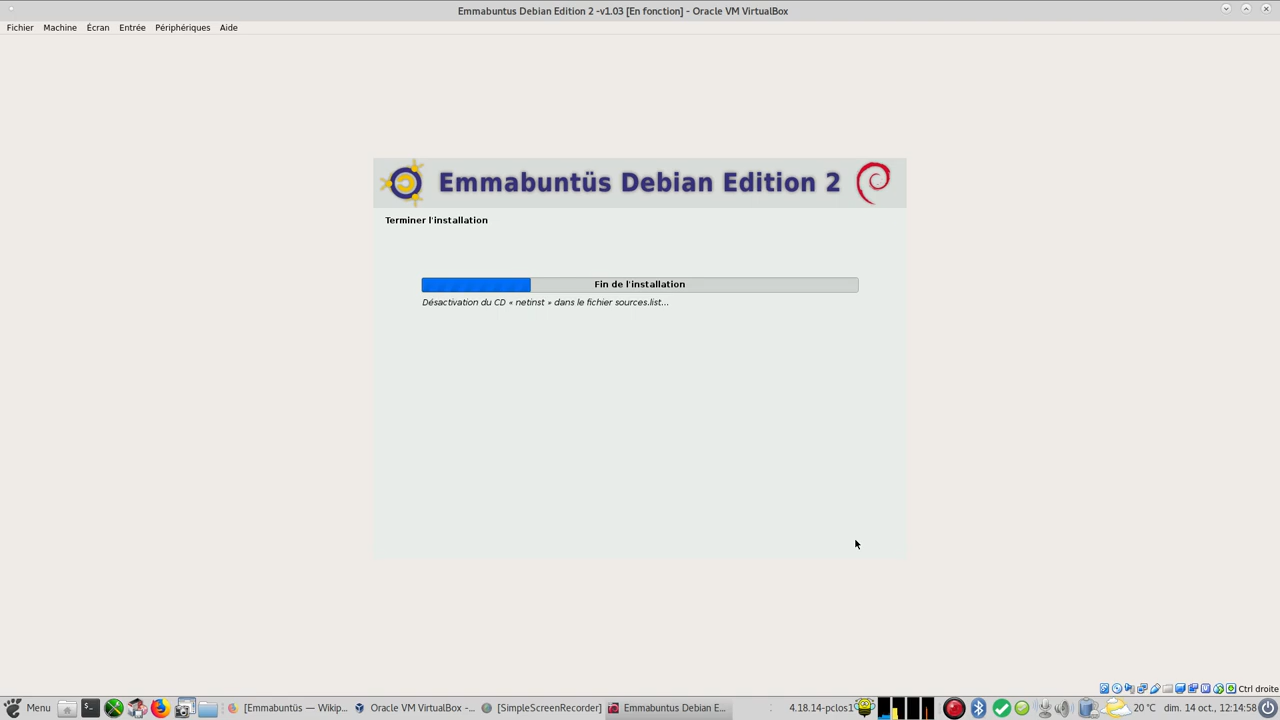 Emmabuntus Debian Edition 2 -v1.03 [En fonction] - Oracle VM VirtualBox
Fichier Machine Écran Entrée Périphériques Aide
Emmabuntüs Debian Edition 2
Terminer l'installation
Fin de l'installation
Désactivation du CD « netinst » dans le fichier sources.list...
Ctrl droite
Menu [Emmabuntüs — Wikip... Oracle VM VirtualBox -... [SimpleScreenRecorder] Emmabuntus Debian E... 4.18.14-pclos1 20 °C dim. 14 oct., 12:14:58